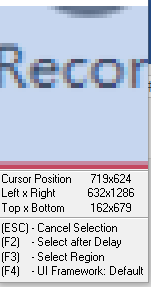 Recor
Cursor Position 719x624
Left x Right 632x1286
Top x Bottom 162x679
(ESC) - Cancel Selection
(F2) - Select after Delay
(F3) - Select Region
(F4) - UI Framework: Default